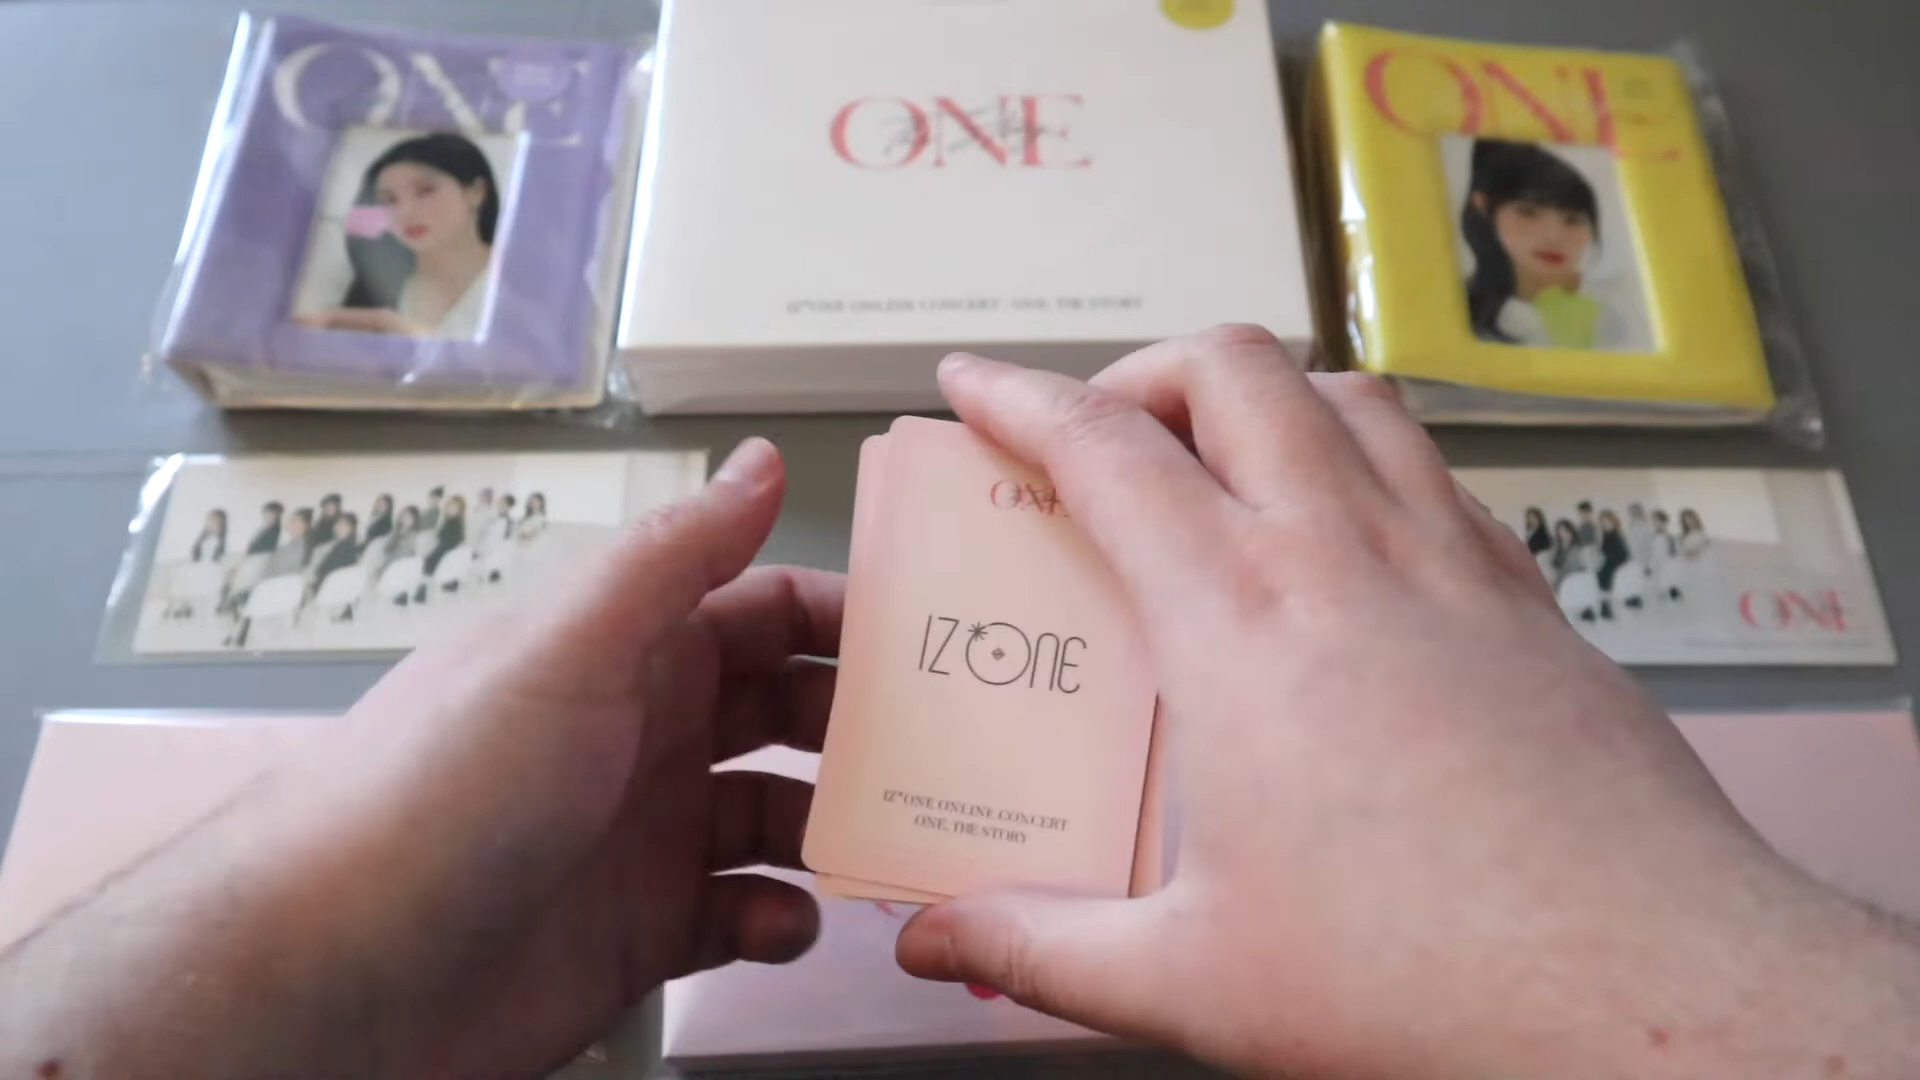 ONE
ONE
ONE
IZ*ONE ONLINE CONCERT - ONE, THE STORY
ONE
ONE
IZ*ONE
IZ*ONE ONLINE CONCERT
ONE, THE STORY